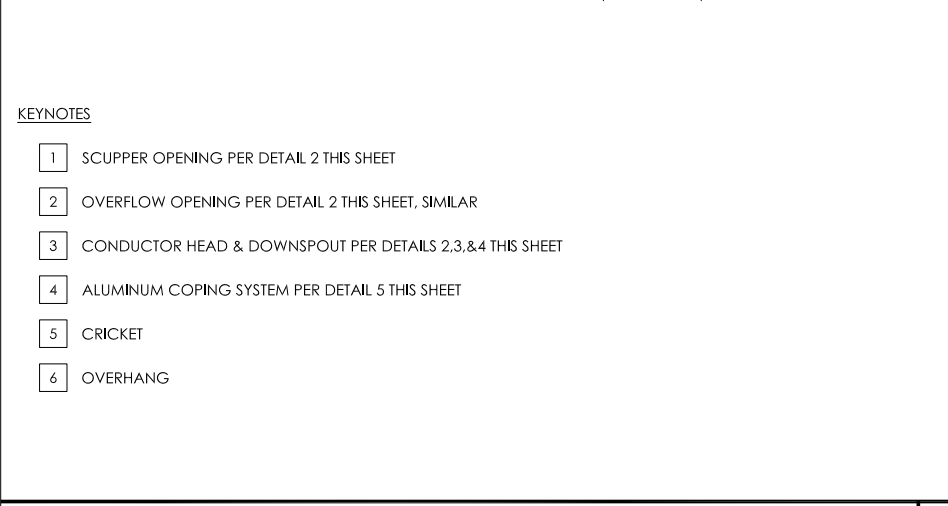 KEYNOTES
1 SCUPPER OPENING PER DETAIL 2 THIS SHEET
2 OVERFLOW OPENING PER DETAIL 2 THIS SHEET, SIMILAR
3 CONDUCTOR HEAD & DOWNSPOUT PER DETAILS 2,3,&4 THIS SHEET
4 ALUMINUM COPING SYSTEM PER DETAIL 5 THIS SHEET
5 CRICKET
6 OVERHANG